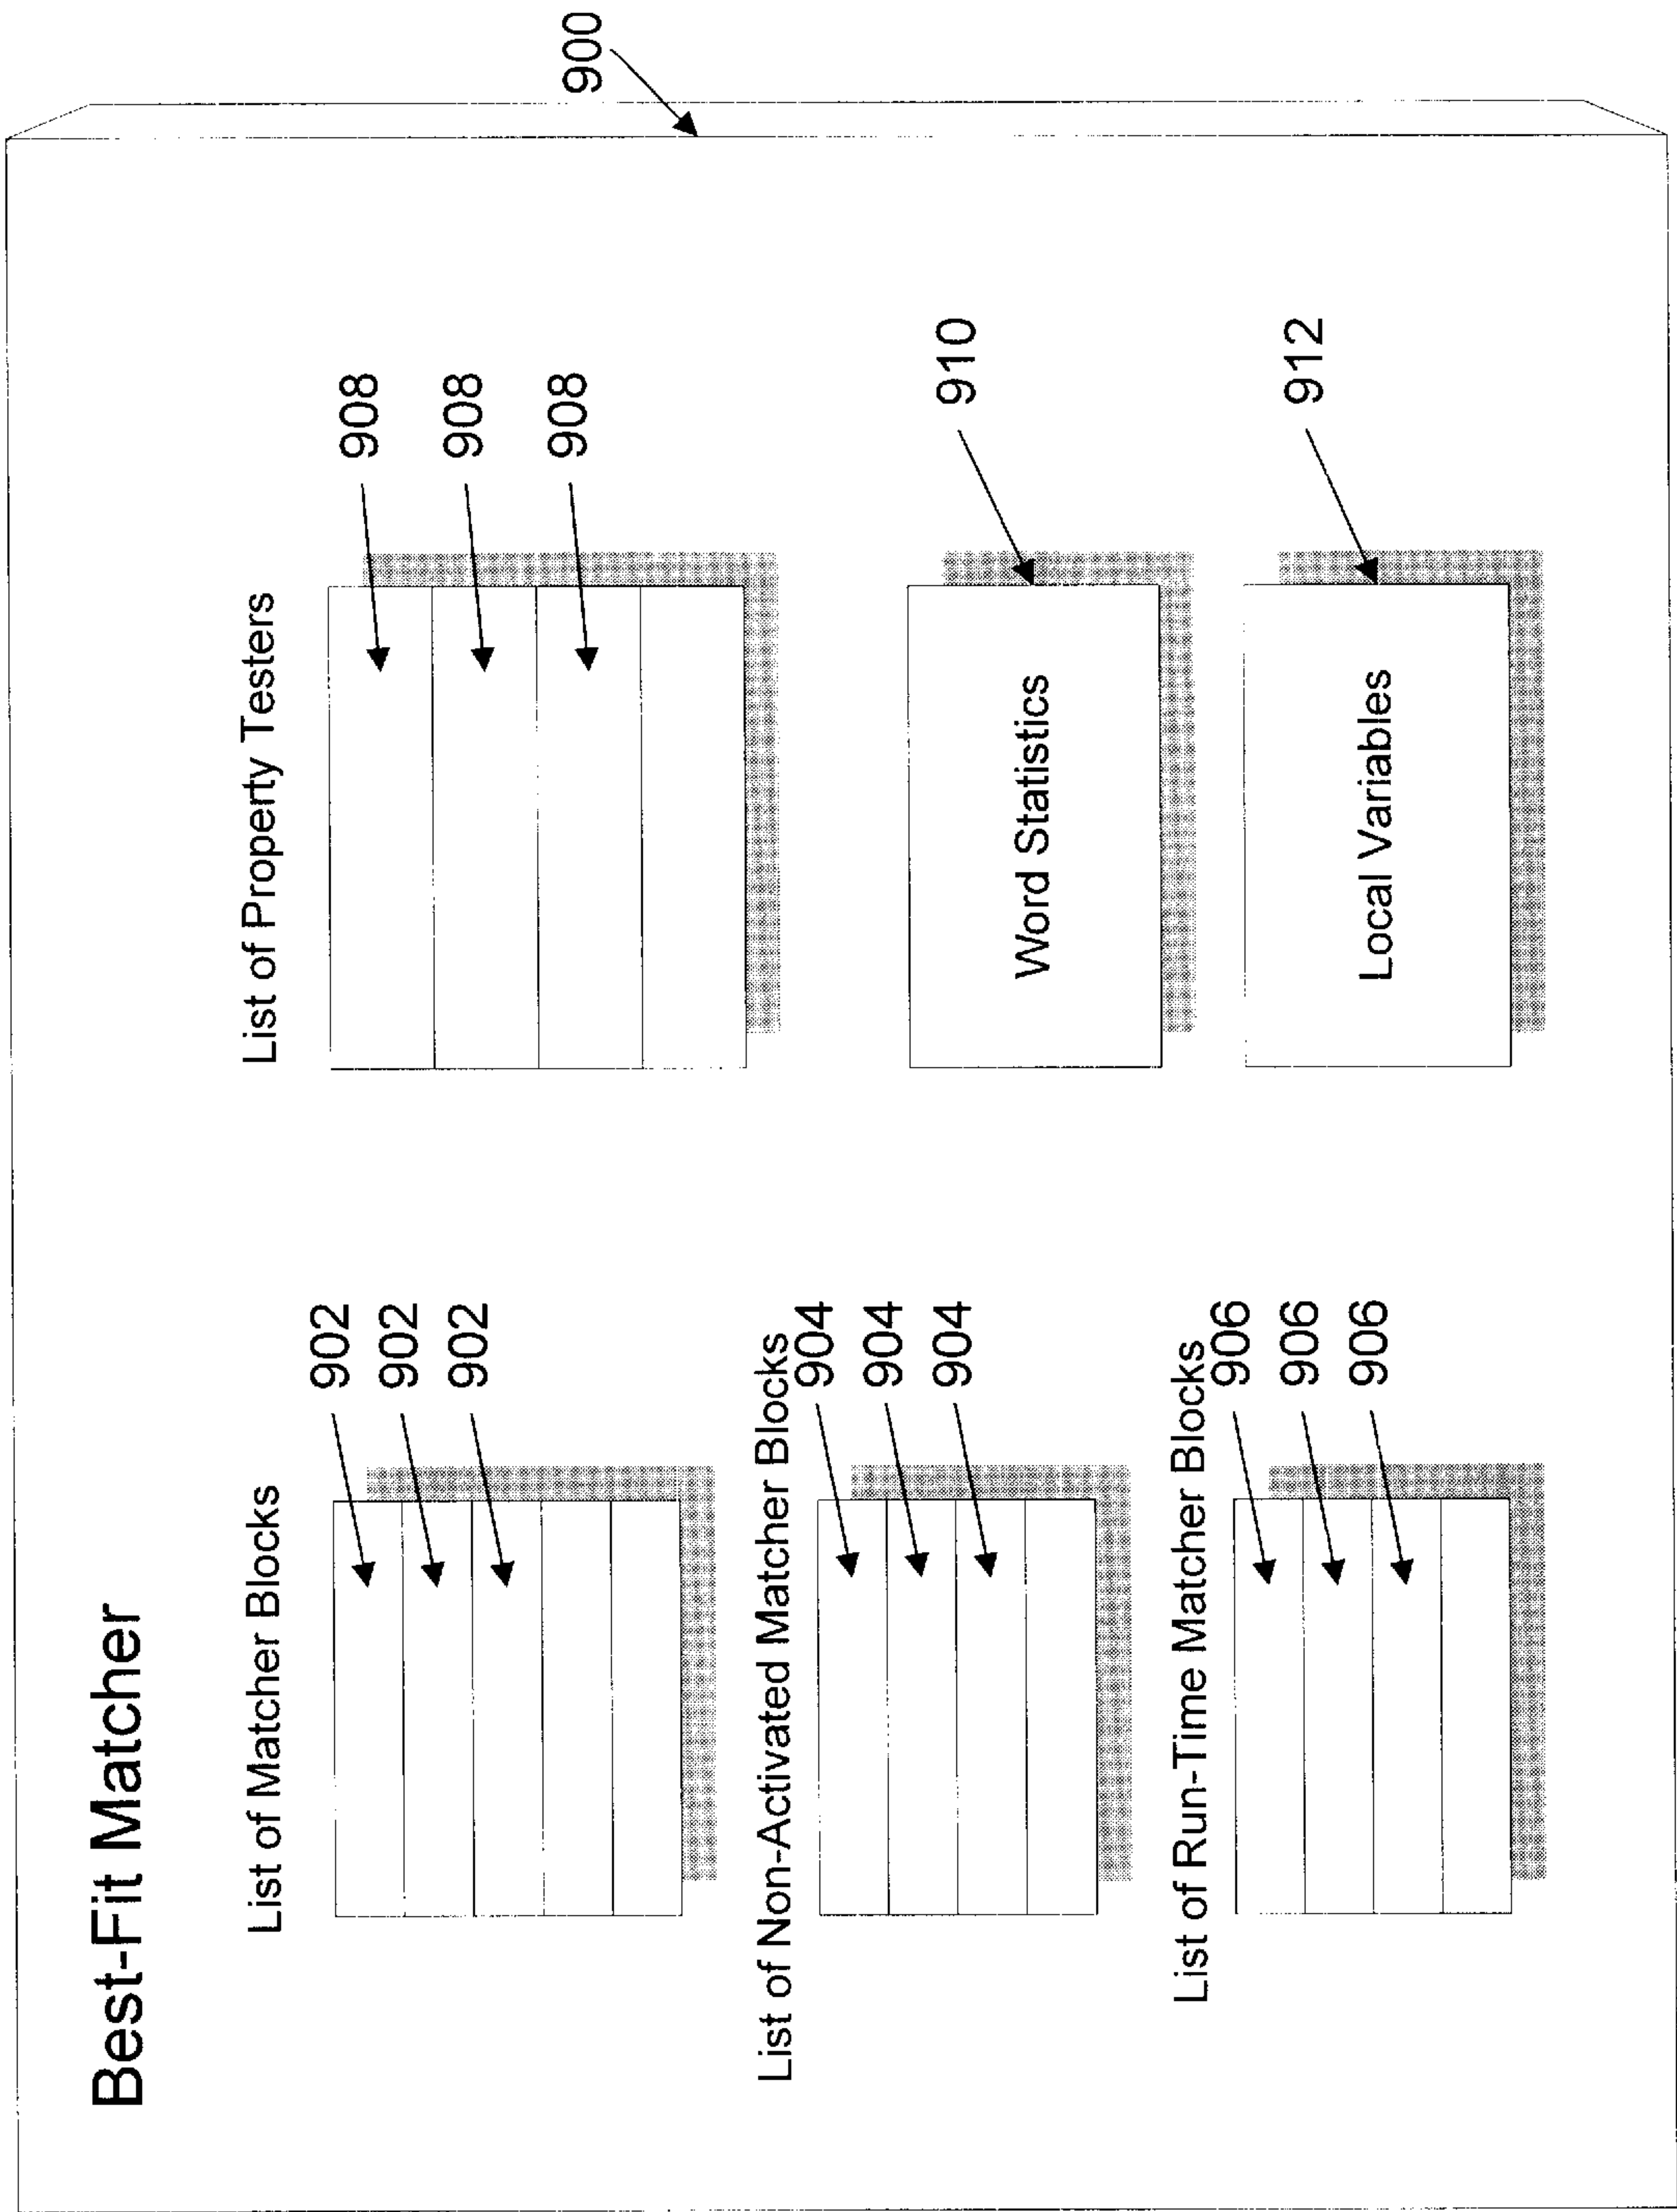 Best-Fit Matcher
List of Matcher Blocks
902
902
902
List of Non-Activated Matcher Blocks
904
904
904
List of Run-Time Matcher Blocks
906
906
906
List of Property Testers
908
908
908
Word Statistics
910
Local Variables
912
900